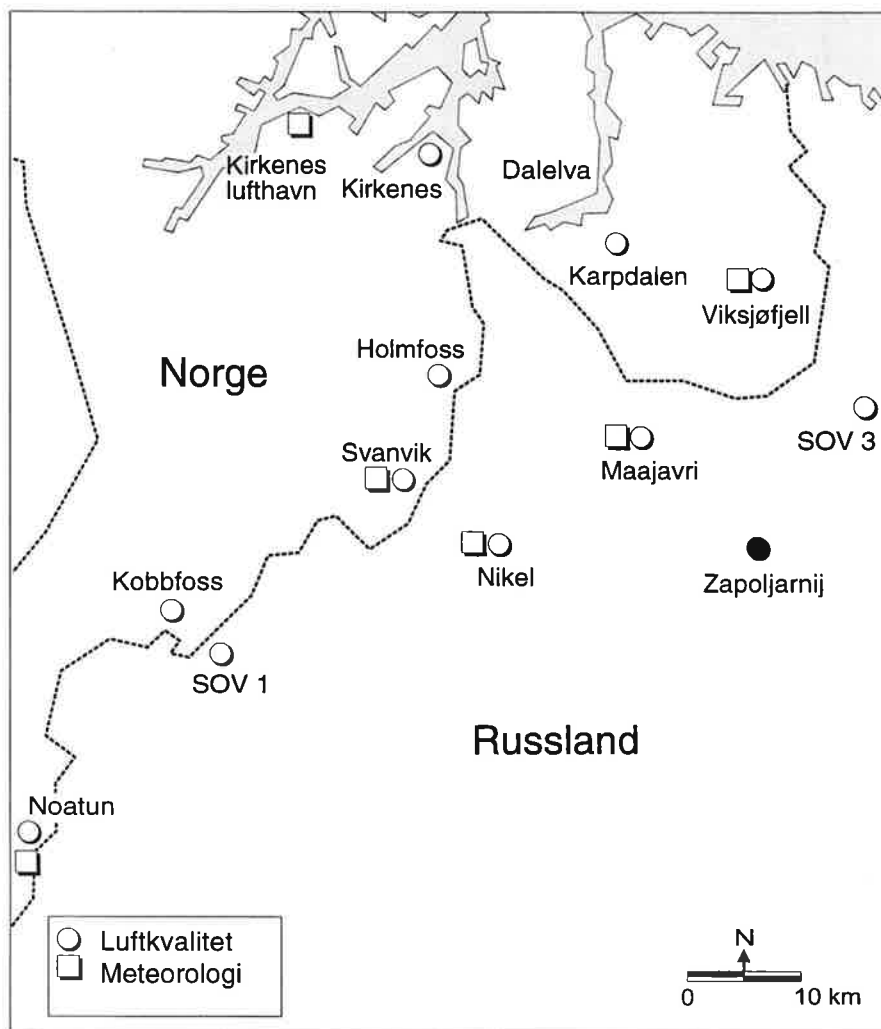 Kirkenes
lufthavn
Kirkenes
Dalelva
Karpdalen
Viksjøfjell
Holmfoss
Norge
SOV 3
Svanvik
Maajavri
Nikel
Zapoljarnij
Kobbfoss
SOV 1
Russland
Noatun
Luftkvalitet
Meteorologi
N
0 10 km